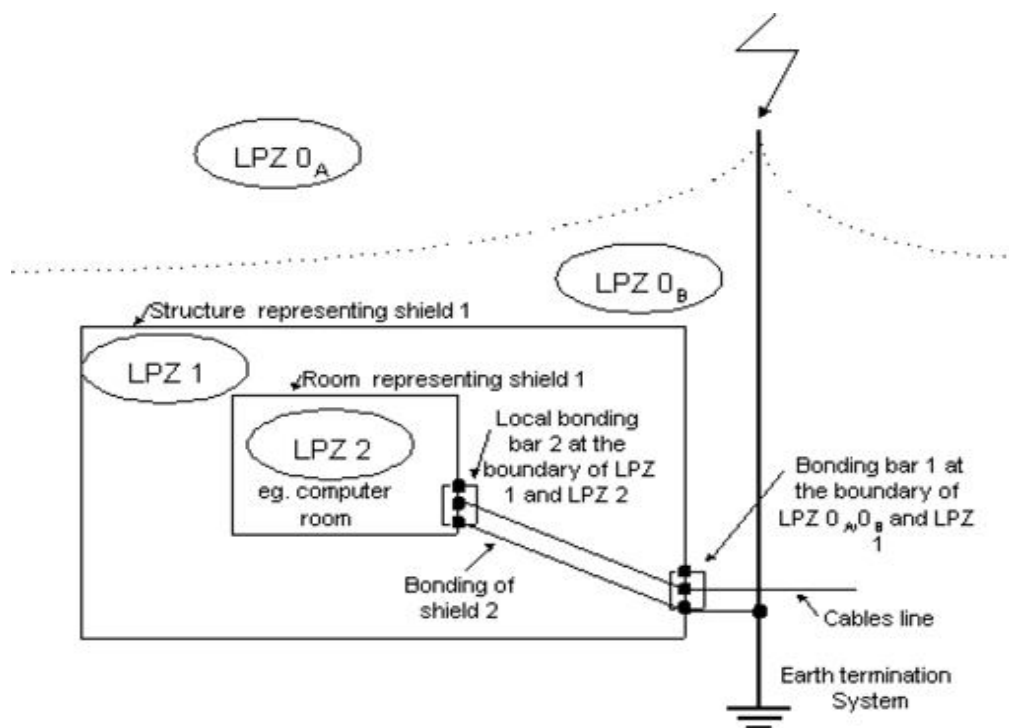 LPZ 0A
LPZ 0B
Structure representing shield 1
LPZ 1
Room representing shield 1
LPZ 2
eg. computer
room
Local bonding
bar 2 at the
boundary of LPZ
1 and LPZ 2
Bonding bar 1 at
the boundary of
LPZ 0A,0B and LPZ
1
Bonding of
shield 2
Cables line
Earth termination
System